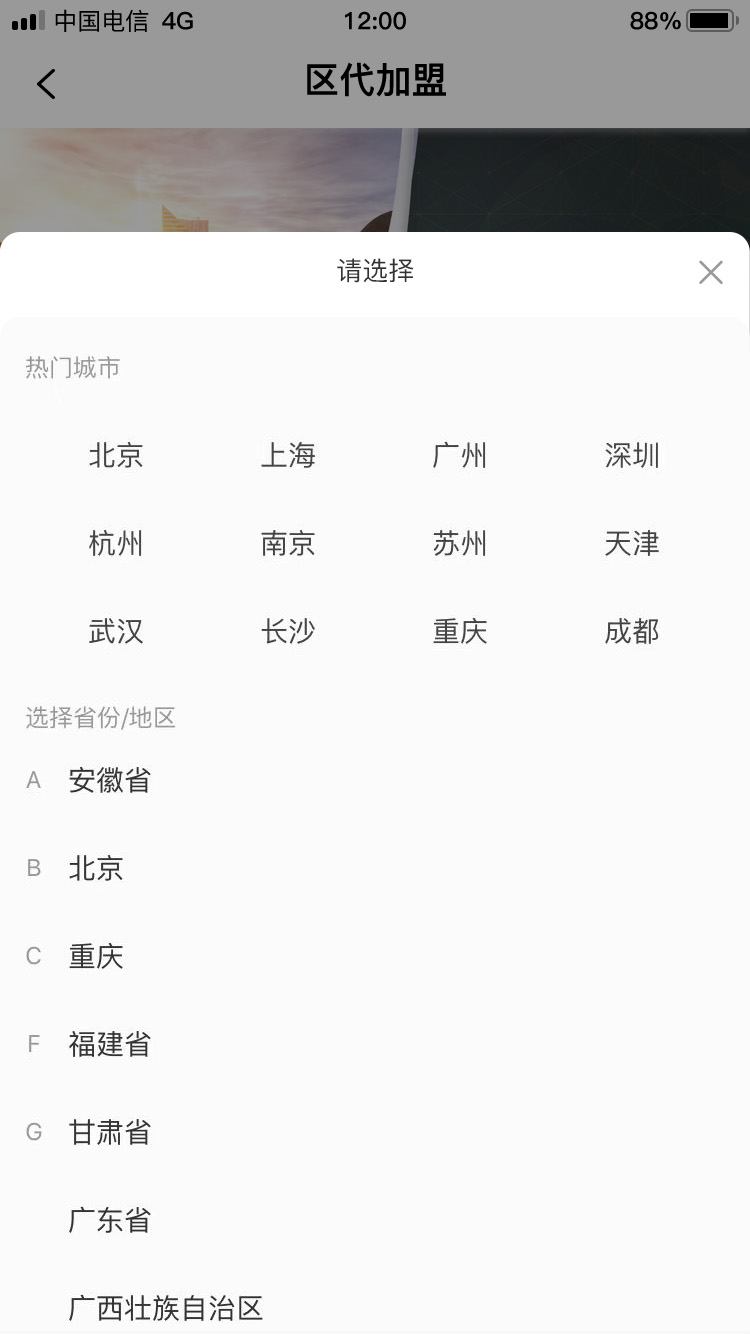 中国电信 4G 12:00 88%
区代加盟
请选择
热门城市
北京 上海 广州 深圳
杭州 南京 苏州 天津
武汉 长沙 重庆 成都
选择省份/地区
A 安徽省
B 北京
C 重庆
F 福建省
G 甘肃省
广东省
广西壮族自治区